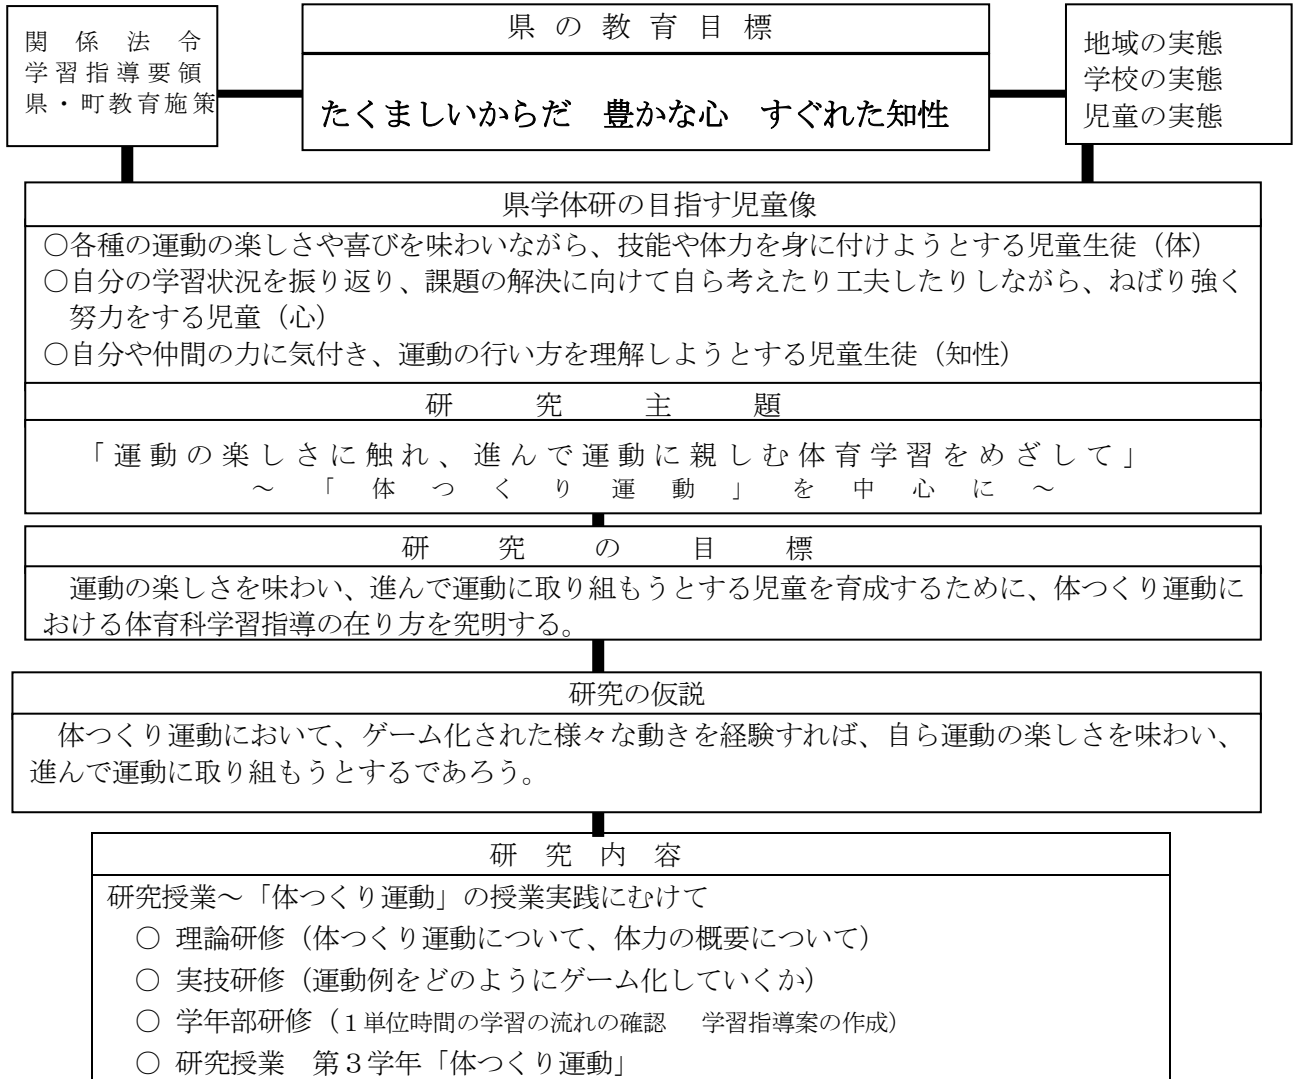 関係法令
学習指導要領
県・町教育施策
県の教育目標
たくましいからだ　豊かな心　すぐれた知性
地域の実態
学校の実態
児童の実態
県学体研の目指す児童像
○各種の運動の楽しさや喜びを味わいながら、技能や体力を身に付けようとする児童生徒（体）
○自分の学習状況を振り返り、課題の解決に向けて自ら考えたり工夫したりしながら、ねばり強く
努力をする児童（心）
○自分や仲間の力に気付き、運動の行い方を理解しようとする児童生徒（知性）
研究主題
「運動の楽しさに触れ、進んで運動に親しむ体育学習をめざして」
～「体つくり運動」を中心に～
研究の目標
運動の楽しさを味わい、進んで運動に取り組もうとする児童を育成するために、体つくり運動に
おける体育科学習指導の在り方を究明する。
研究の仮説
体つくり運動において、ゲーム化された様々な動きを経験すれば、自ら運動の楽しさを味わい、
進んで運動に取り組もうとするであろう。
研究内容
研究授業～「体つくり運動」の授業実践にむけて
○ 理論研修（体つくり運動について、体力の概要について）
○ 実技研修（運動例をどのようにゲーム化していくか）
○ 学年部研修（１単位時間の学習の流れの確認　学習指導案の作成）
○ 研究授業　第３学年「体つくり運動」